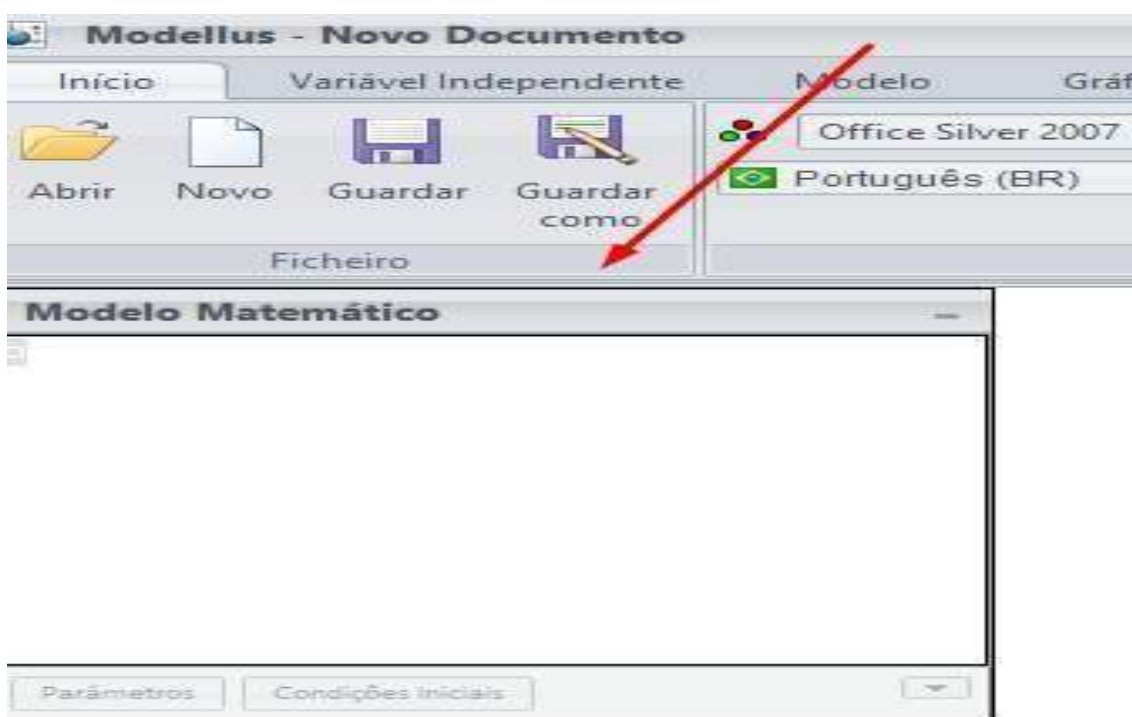 Modellus - Novo Documento
Início Variável Independente Modelo Gráf
Office Silver 2007
Português (BR)
Abrir Novo Guardar Guardar como
Ficheiro
Modelo Matemático
Parâmetros Condições Iniciais